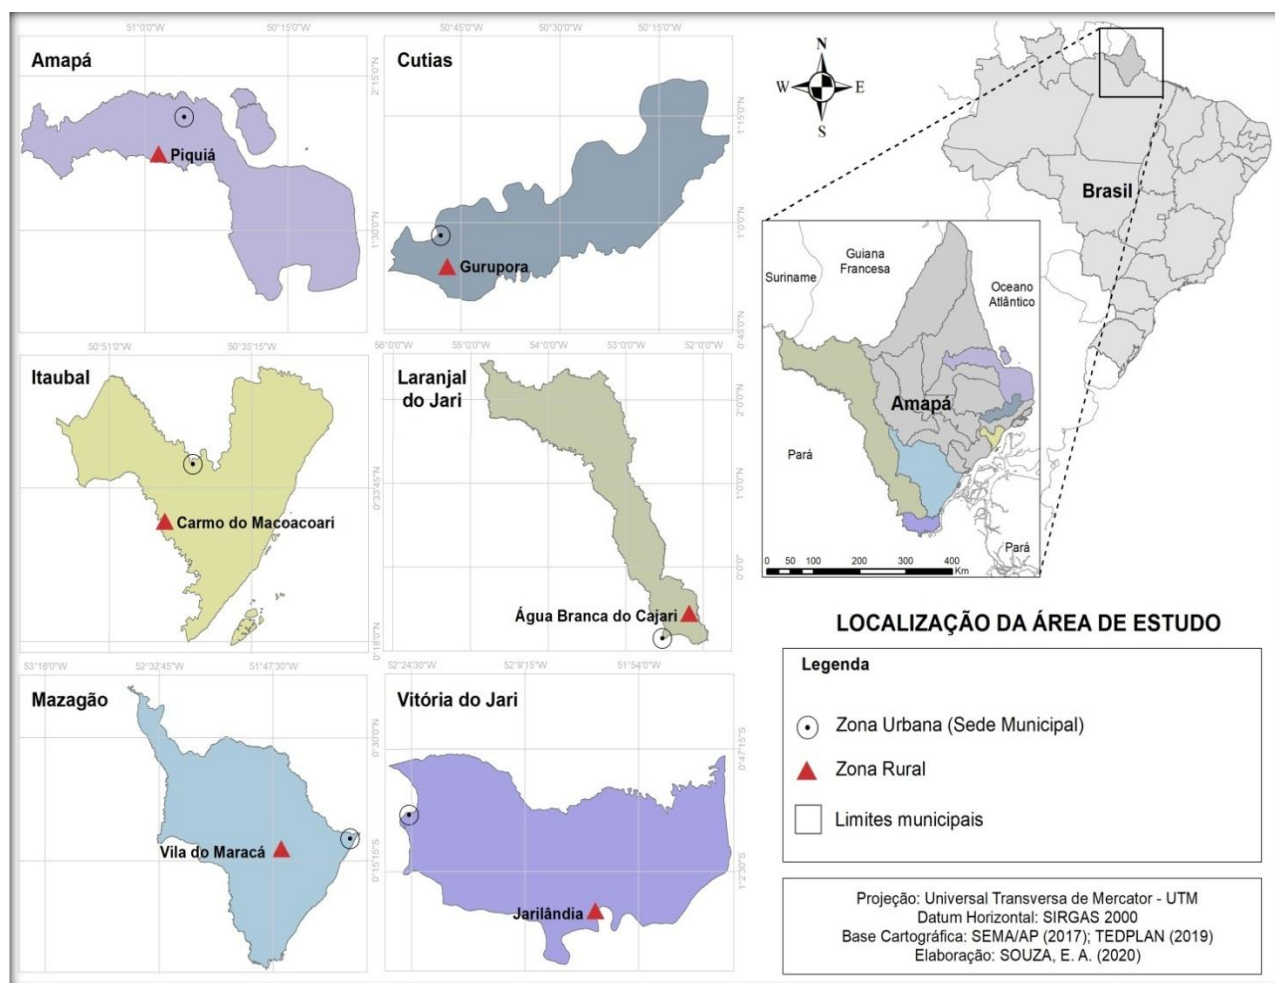 Amapá
51°0'0"W
50°15'0"W
2°15'0"N
1°30'0"N
Piquiá
Cutias
50°45'0"W
50°30'0"W
50°15'0"W
1°15'0"N
1°0'0"N
0°45'0"N
Gurupora
Itaubal
50°51'0"W
50°35'15"W
0°33'45"N
0°18'0"N
Carmo do Macoacoari
Laranjal
do Jari
56°0'0"W
55°0'0"W
54°0'0"W
53°0'0"W
52°0'0"W
2°0'0"N
1°0'0"N
0°0'0"
Água Branca do Cajari
Mazagão
53°18'0"W
52°32'45"W
51°47'30"W
0°30'0"N
0°15'15"S
Vila do Maracá
Vitória do Jari
52°24'30"W
52°9'15"W
51°54'0"W
0°47'15"S
1°2'30"S
Jarilândia
N
W
E
S
Brasil
Suriname
Guiana
Francesa
Oceano
Atlântico
Amapá
Pará
Pará
0 50 100 200 300 400
Km
LOCALIZAÇÃO DA ÁREA DE ESTUDO
Legenda
Zona Urbana (Sede Municipal)
Zona Rural
Limites municipais
Projeção: Universal Transversa de Mercator - UTM
Datum Horizontal: SIRGAS 2000
Base Cartográfica: SEMA/AP (2017); TEDPLAN (2019)
Elaboração: SOUZA, E. A. (2020)